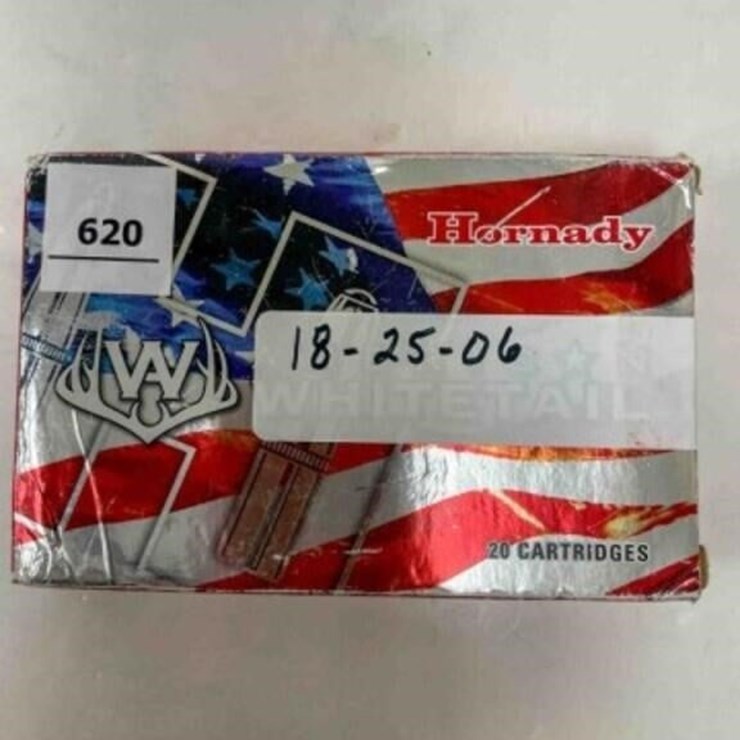 620
Hornady
18-25-06
WHITETAIL
20 CARTRIDGES